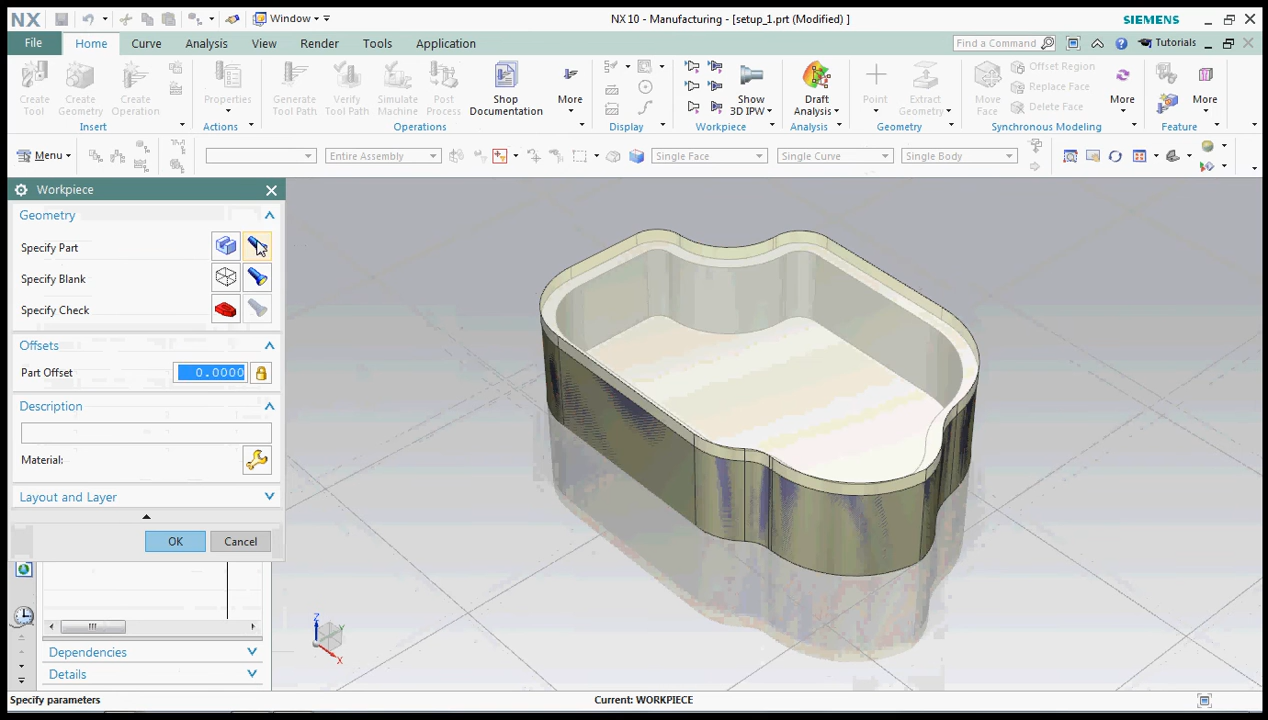 NX Window NX 10 - Manufacturing - [setup_1.prt (Modified) ] SIEMENS
File Home Curve Analysis View Render Tools Application Find a Command Tutorials
Create Tool Create Geometry Create Operation Properties Generate Tool Path Verify Tool Path Simulate Machine Post Process Shop Documentation More Show 3D IPW Draft Analysis Point Extract Geometry Move Face Offset Region Replace Face Delete Face More More
Insert Actions Operations Display Workpiece Analysis Geometry Synchronous Modeling Feature
Menu Entire Assembly Single Face Single Curve Single Body
Workpiece
Geometry
Specify Part
Specify Blank
Specify Check
Offsets
Part Offset 0.0000
Description
Material:
Layout and Layer
OK Cancel
Z
Y
X
Dependencies
Details
Specify parameters Current: WORKPIECE